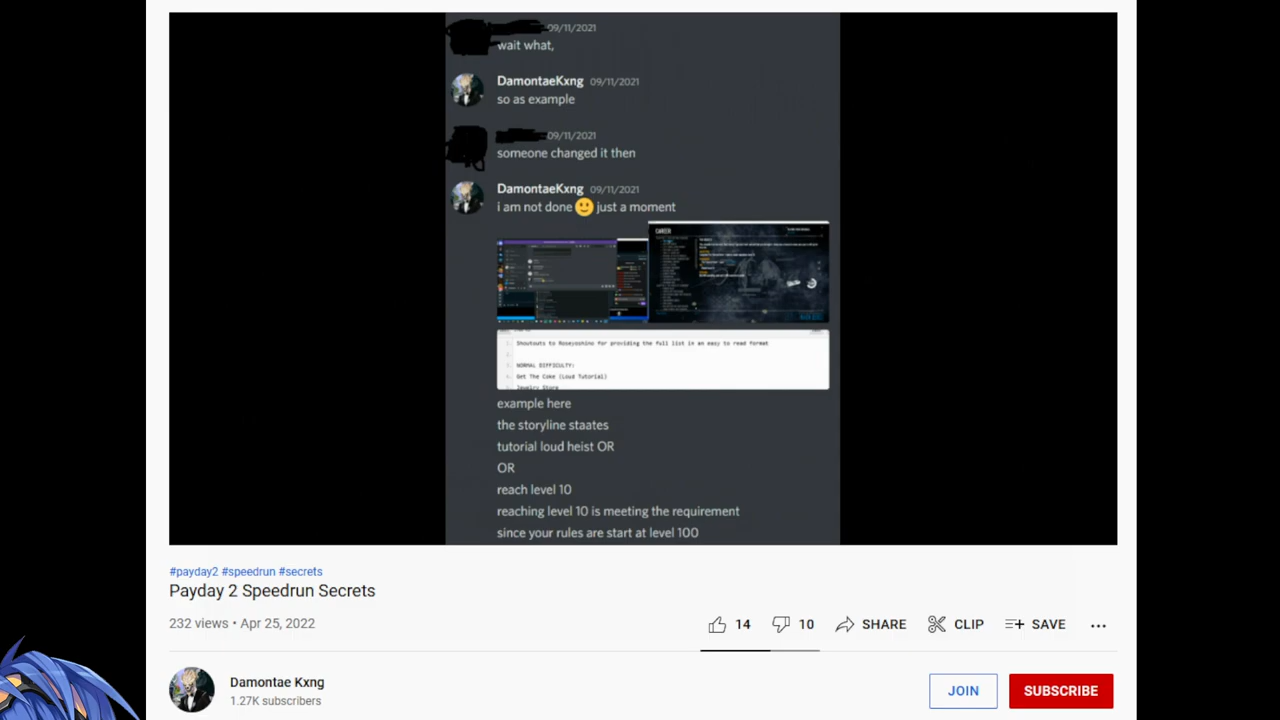 09/11/2021
wait what,
DamontaeKxng 09/11/2021
so as example
09/11/2021
someone changed it then
DamontaeKxng 09/11/2021
i am not done 🙂 just a moment
CAREER
Shoutouts to Roseyoshino for providing the full list in an easy to read format
NORMAL DIFFICULTY:
Get The Coke (Loud Tutorial)
Jewelry Store
example here
the storyline staates
tutorial loud heist OR
OR
reach level 10
reaching level 10 is meeting the requirement
since your rules are start at level 100
#payday2 #speedrun #secrets
Payday 2 Speedrun Secrets
232 views • Apr 25, 2022
14 10 SHARE CLIP SAVE ...
Damontae Kxng
1.27K subscribers
JOIN SUBSCRIBE